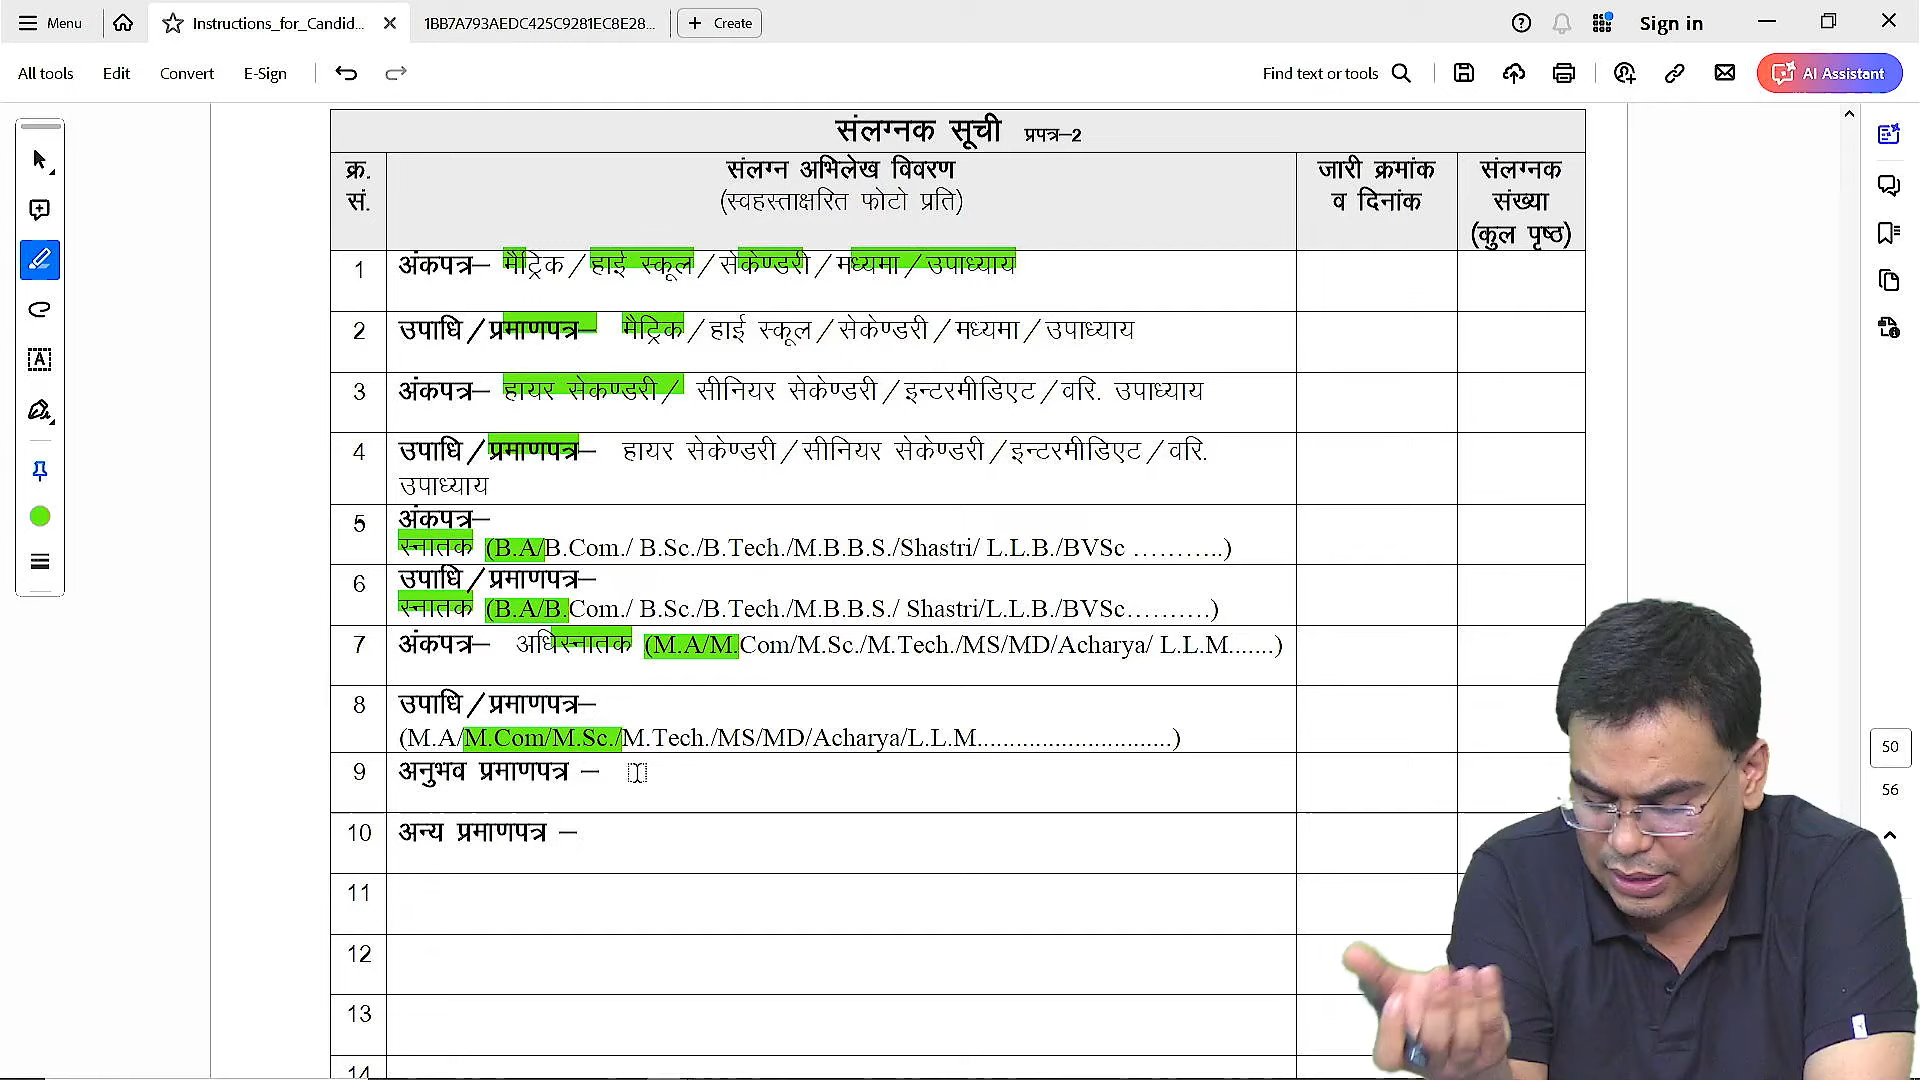 Menu
Instructions_for_Candid...
1BB7A793AEDC425C9281EC8E28...
Create
Sign in
All tools
Edit
Convert
E-Sign
Find text or tools
AI Assistant
संलग्नक सूची प्रपत्र–2
क्र. सं.
संलग्न अभिलेख विवरण
(स्वहस्ताक्षरित फोटो प्रति)
जारी क्रमांक व दिनांक
संलग्नक संख्या (कुल पृष्ठ)
1 अंकपत्र– मैट्रिक/हाई स्कूल/सेकेण्डरी/मध्यमा/उपाध्याय
2 उपाधि/प्रमाणपत्र– मैट्रिक/हाई स्कूल/सेकेण्डरी/मध्यमा/उपाध्याय
3 अंकपत्र– हायर सेकण्डरी/ सीनियर सेकेण्डरी/इन्टरमीडिएट/वरि. उपाध्याय
4 उपाधि/प्रमाणपत्र– हायर सेकेण्डरी/सीनियर सेकेण्डरी/इन्टरमीडिएट/वरि.
उपाध्याय
5 अंकपत्र–
स्नातक (B.A/B.Com./ B.Sc./B.Tech./M.B.B.S./Shastri/ L.L.B./BVSc ………..)
6 उपाधि/प्रमाणपत्र–
स्नातक (B.A/B.Com./ B.Sc./B.Tech./M.B.B.S./ Shastri/L.L.B./BVSc……….)
7 अंकपत्र– अधिस्नातक (M.A/M.Com/M.Sc./M.Tech./MS/MD/Acharya/ L.L.M.......)
8 उपाधि/प्रमाणपत्र–
(M.A/M.Com/M.Sc./M.Tech./MS/MD/Acharya/L.L.M..............................)
9 अनुभव प्रमाणपत्र –
10 अन्य प्रमाणपत्र –
11
12
13
14
50
56